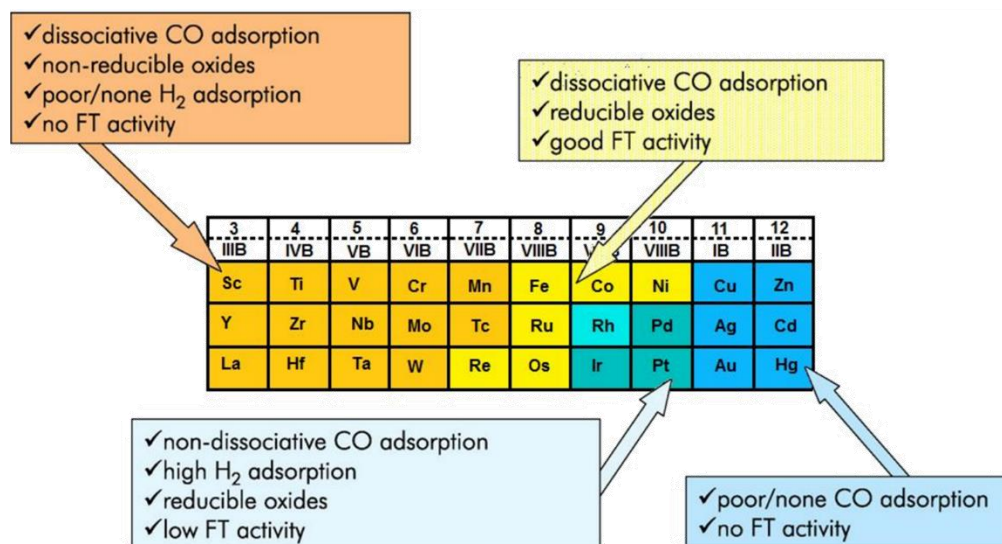 ✓dissociative CO adsorption
✓non-reducible oxides
✓poor/none H₂ adsorption
✓no FT activity
✓dissociative CO adsorption
✓reducible oxides
✓good FT activity
3 4 5 6 7 8 9 10 11 12
IIIB IVB VB VIB VIIB VIIIB VIIIB IB IIB
Sc Ti V Cr Mn Fe Co Ni Cu Zn
Y Zr Nb Mo Tc Ru Rh Pd Ag Cd
La Hf Ta W Re Os Ir Pt Au Hg
✓non-dissociative CO adsorption
✓high H₂ adsorption
✓reducible oxides
✓low FT activity
✓poor/none CO adsorption
✓no FT activity